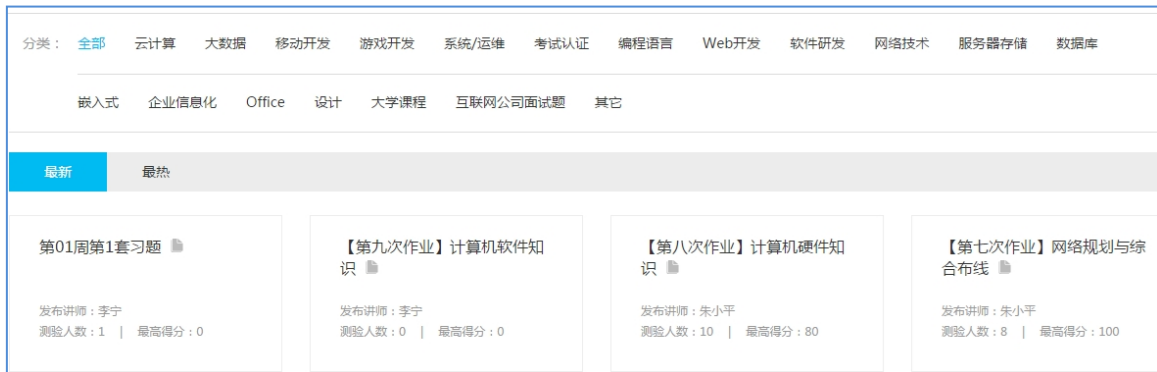 分类： 全部 云计算 大数据 移动开发 游戏开发 系统/运维 考试认证 编程语言 Web开发 软件研发 网络技术 服务器存储 数据库
嵌入式 企业信息化 Office 设计 大学课程 互联网公司面试题 其它
最新 最热
第01周第1套习题
发布讲师：李宁
测验人数：1 | 最高得分：0
【第九次作业】计算机软件知
识
发布讲师：李宁
测验人数：0 | 最高得分：0
【第八次作业】计算机硬件知
识
发布讲师：朱小平
测验人数：10 | 最高得分：80
【第七次作业】网络规划与综
合布线
发布讲师：朱小平
测验人数：8 | 最高得分：100